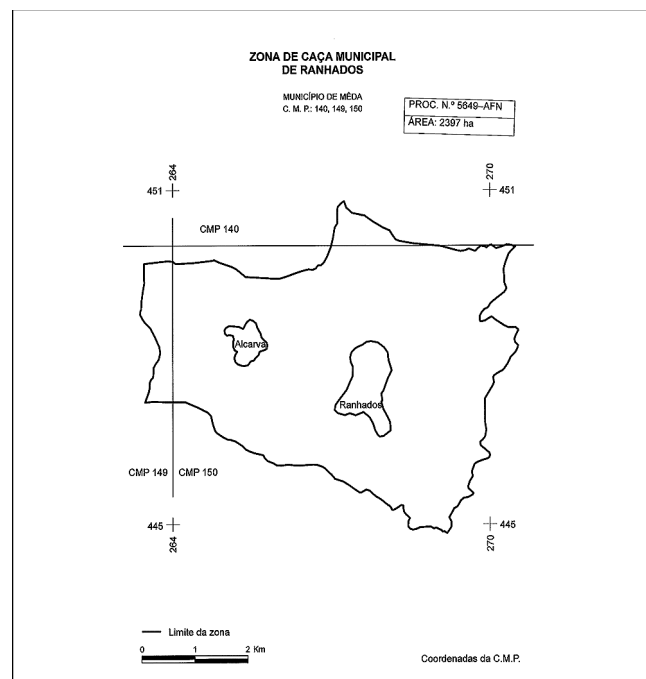 ZONA DE CAÇA MUNICIPAL
DE RANHADOS
MUNICÍPIO DE MÊDA
C. M. P.: 140, 149, 150
PROC. N.º 5649-AFN
ÁREA: 2397 ha
264
270
451
451
CMP 140
Alcarva
Ranhados
CMP 149
CMP 150
445
445
264
270
Limite da zona
0 1 2 Km
Coordenadas da C.M.P.